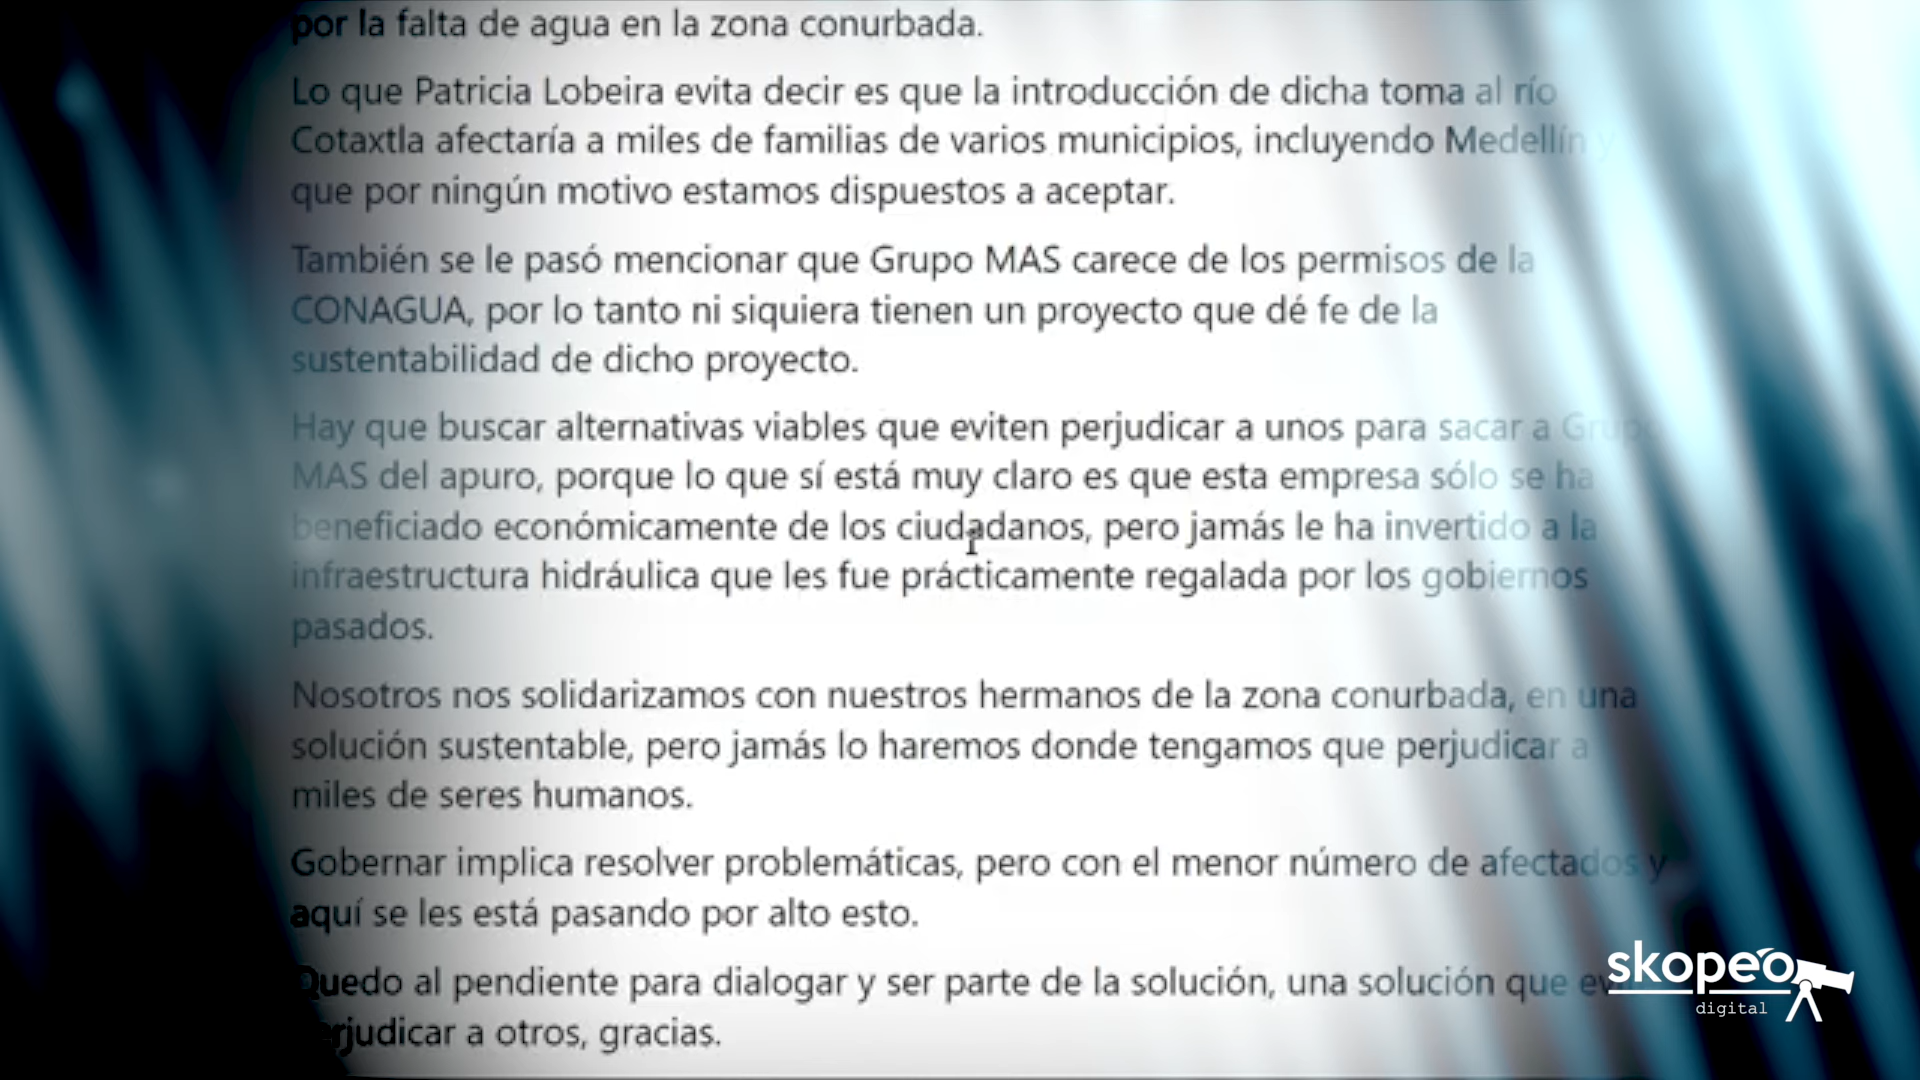 por la falta de agua en la zona conurbada.
Lo que Patricia Lobeira evita decir es que la introducción de dicha toma al río
Cotaxtla afectaría a miles de familias de varios municipios, incluyendo Medellín y
que por ningún motivo estamos dispuestos a aceptar.
También se le pasó mencionar que Grupo MAS carece de los permisos de la
CONAGUA, por lo tanto ni siquiera tienen un proyecto que dé fe de la
sustentabilidad de dicho proyecto.
Hay que buscar alternativas viables que eviten perjudicar a unos para sacar a Grupo
MAS del apuro, porque lo que sí está muy claro es que esta empresa sólo se ha
beneficiado económicamente de los ciudadanos, pero jamás le ha invertido a la
infraestructura hidráulica que les fue prácticamente regalada por los gobiernos
pasados.
Nosotros nos solidarizamos con nuestros hermanos de la zona conurbada, en una
solución sustentable, pero jamás lo haremos donde tengamos que perjudicar a
miles de seres humanos.
Gobernar implica resolver problemáticas, pero con el menor número de afectados y
aquí se les está pasando por alto esto.
Quedo al pendiente para dialogar y ser parte de la solución, una solución que
perjudicar a otros, gracias.
skopeo
digital